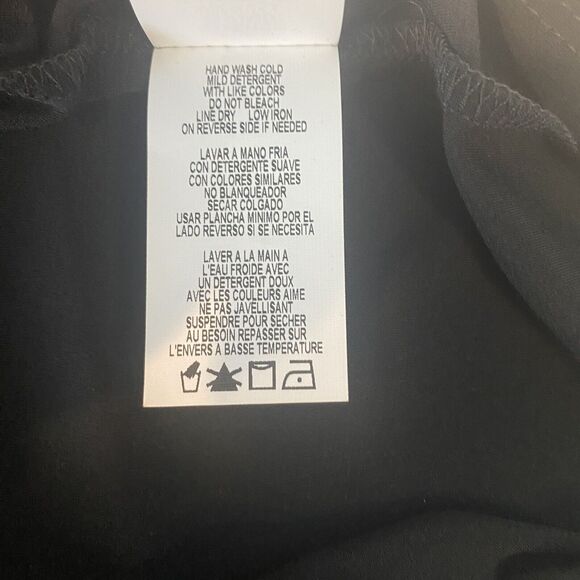 HAND WASH COLD
MILD DETERGENT
WITH LIKE COLORS
DO NOT BLEACH
LINE DRY LOW IRON
ON REVERSE SIDE IF NEEDED
LAVAR A MANO FRIA
CON DETERGENTE SUAVE
CON COLORES SIMILARES
NO BLANQUEADOR
SECAR COLGADO
USAR PLANCHA MINIMO POR EL
LADO REVERSO SI SE NECESITA
LAVER A LA MAIN A
L'EAU FROIDE AVEC
UN DETERGENT DOUX
AVEC LES COULEURS AIME
NE PAS JAVELLISANT
SUSPENDRE POUR SECHER
AU BESOIN REPASSER SUR
L'ENVERS A BASSE TEMPERATURE